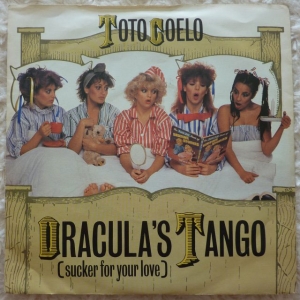 TOTO COELO
DRACULA'S TANGO
(sucker for your love)